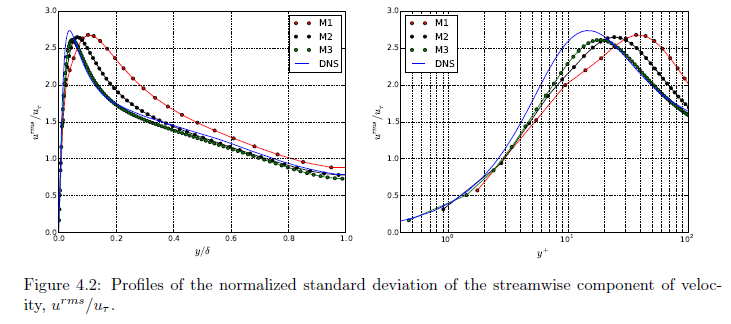 3.0
2.5
2.0
1.5
1.0
0.5
0.0
0.0 0.2 0.4 0.6 0.8 1.0
u^{rms}/u_τ
y/δ
M1
M2
M3
DNS
3.0
2.5
2.0
1.5
1.0
0.5
0.0
10^0 10^1 10^2
u^{rms}/u_τ
y^+
M1
M2
M3
DNS
Figure 4.2: Profiles of the normalized standard deviation of the streamwise component of veloc-
ity, u^{rms}/u_τ.